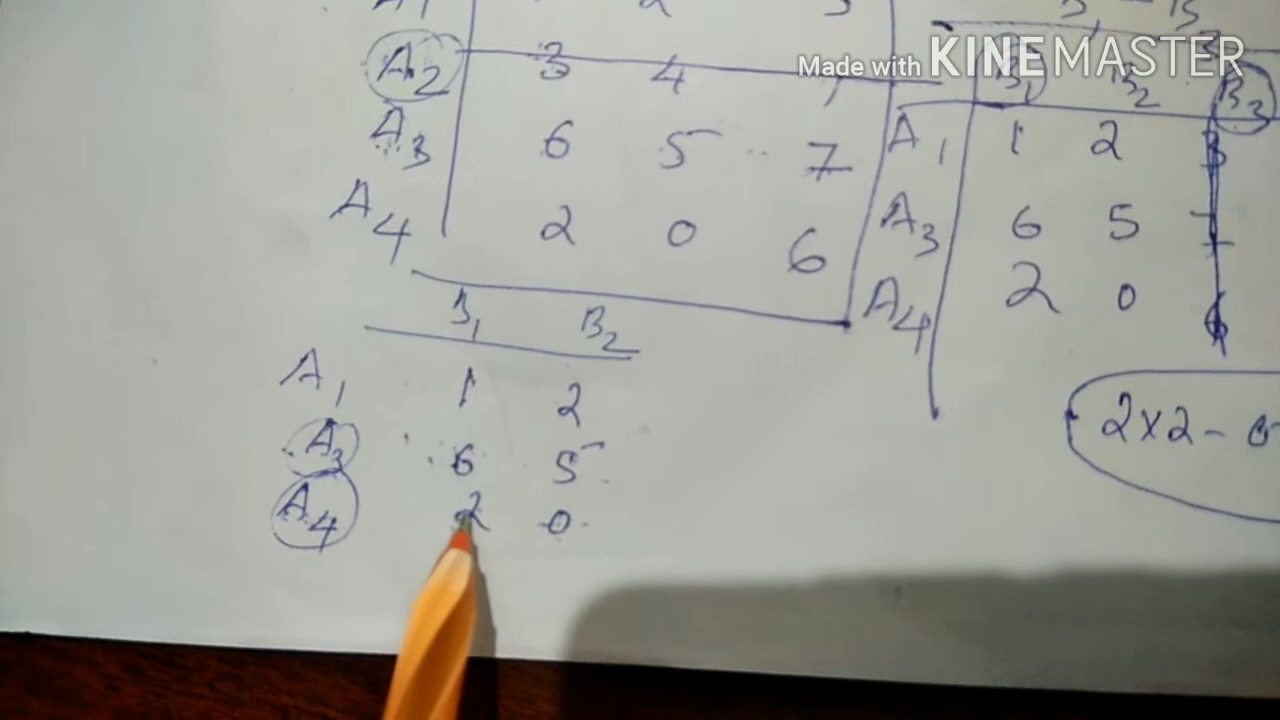 Made with KINEMASTER
A2 3 4
A3 6 5 7
A4 2 0 6
B1 B2 B3
A1 1 2 3
A3 6 5 7
A4 2 0 6
B1 B2
A1 1 2
A3 6 5
A4 2 0
2x2 -